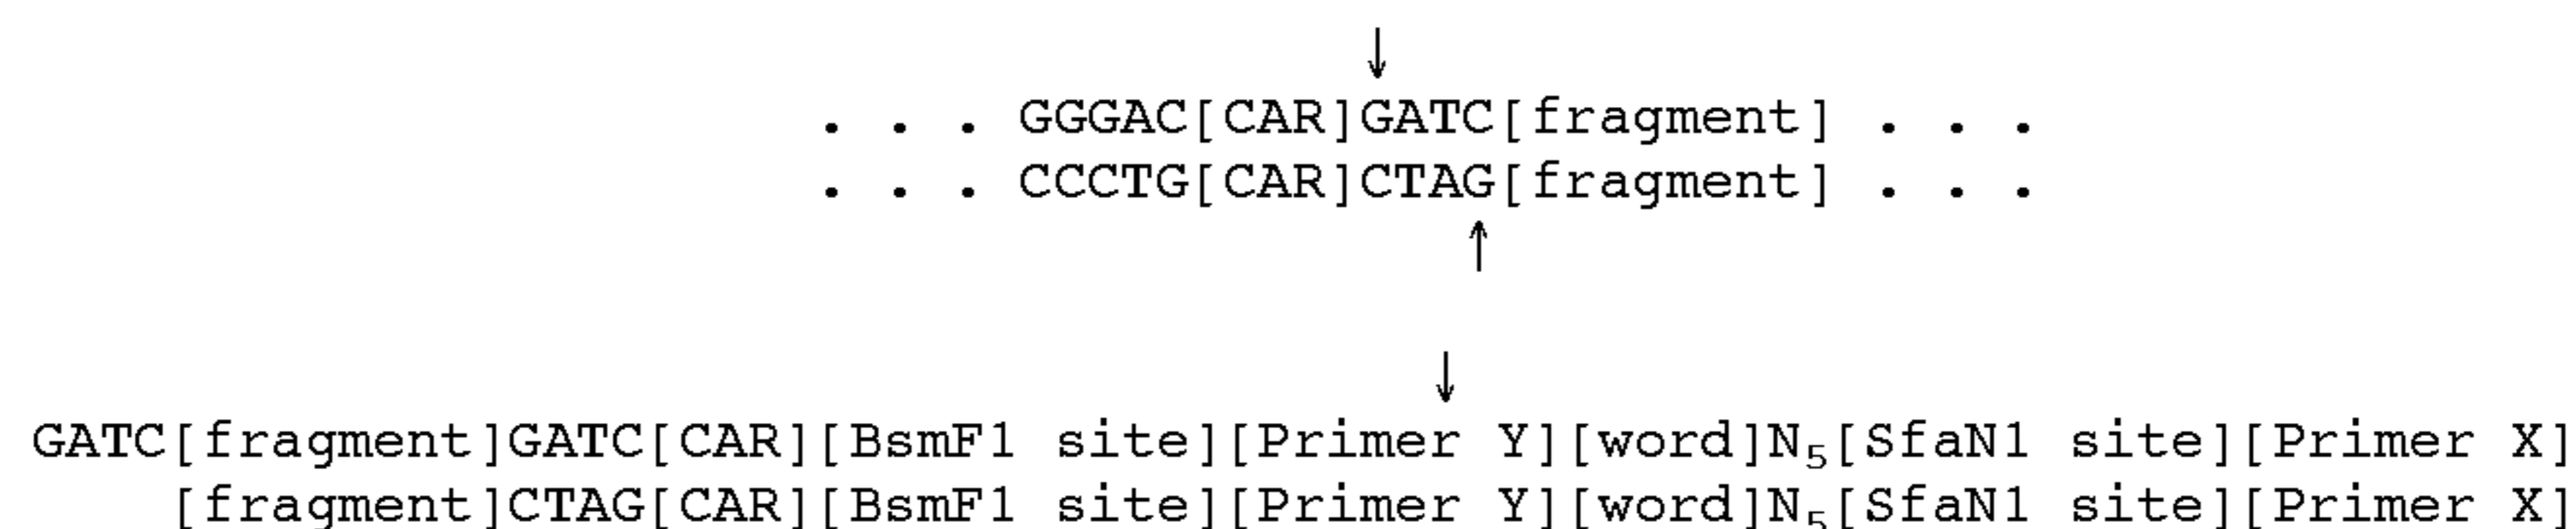 ↓
. . . GGGAC[CAR]GATC[fragment] . . .
. . . CCCTG[CAR]CTAG[fragment] . . .
↑
↓
GATC[fragment]GATC[CAR][BsmF1 site][Primer Y][word]N₅[SfaN1 site][Primer X]
[fragment]CTAG[CAR][BsmF1 site][Primer Y][word]N₅[SfaN1 site][Primer X]